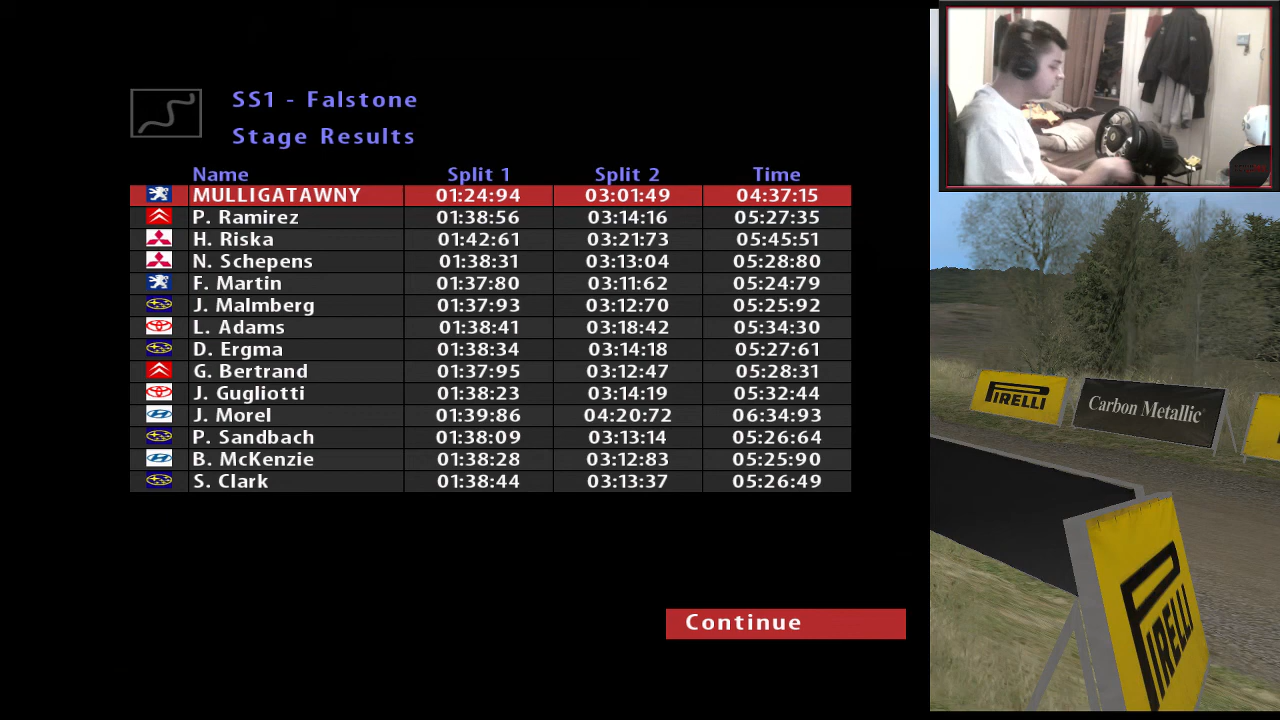 SS1 - Falstone
Stage Results
Name Split 1 Split 2 Time
MULLIGATAWNY 01:24:94 03:01:49 04:37:15
P. Ramirez 01:38:56 03:14:16 05:27:35
H. Riska 01:42:61 03:21:73 05:45:51
N. Schepens 01:38:31 03:13:04 05:28:80
F. Martin 01:37:80 03:11:62 05:24:79
J. Malmberg 01:37:93 03:12:70 05:25:92
L. Adams 01:38:41 03:18:42 05:34:30
D. Ergma 01:38:34 03:14:18 05:27:61
G. Bertrand 01:37:95 03:12:47 05:28:31
J. Gugliotti 01:38:23 03:14:19 05:32:44
J. Morel 01:39:86 04:20:72 06:34:93
P. Sandbach 01:38:09 03:13:14 05:26:64
B. McKenzie 01:38:28 03:12:83 05:25:90
S. Clark 01:38:44 03:13:37 05:26:49
Continue
PIRELLI
Carbon Metallic
PIRELLI